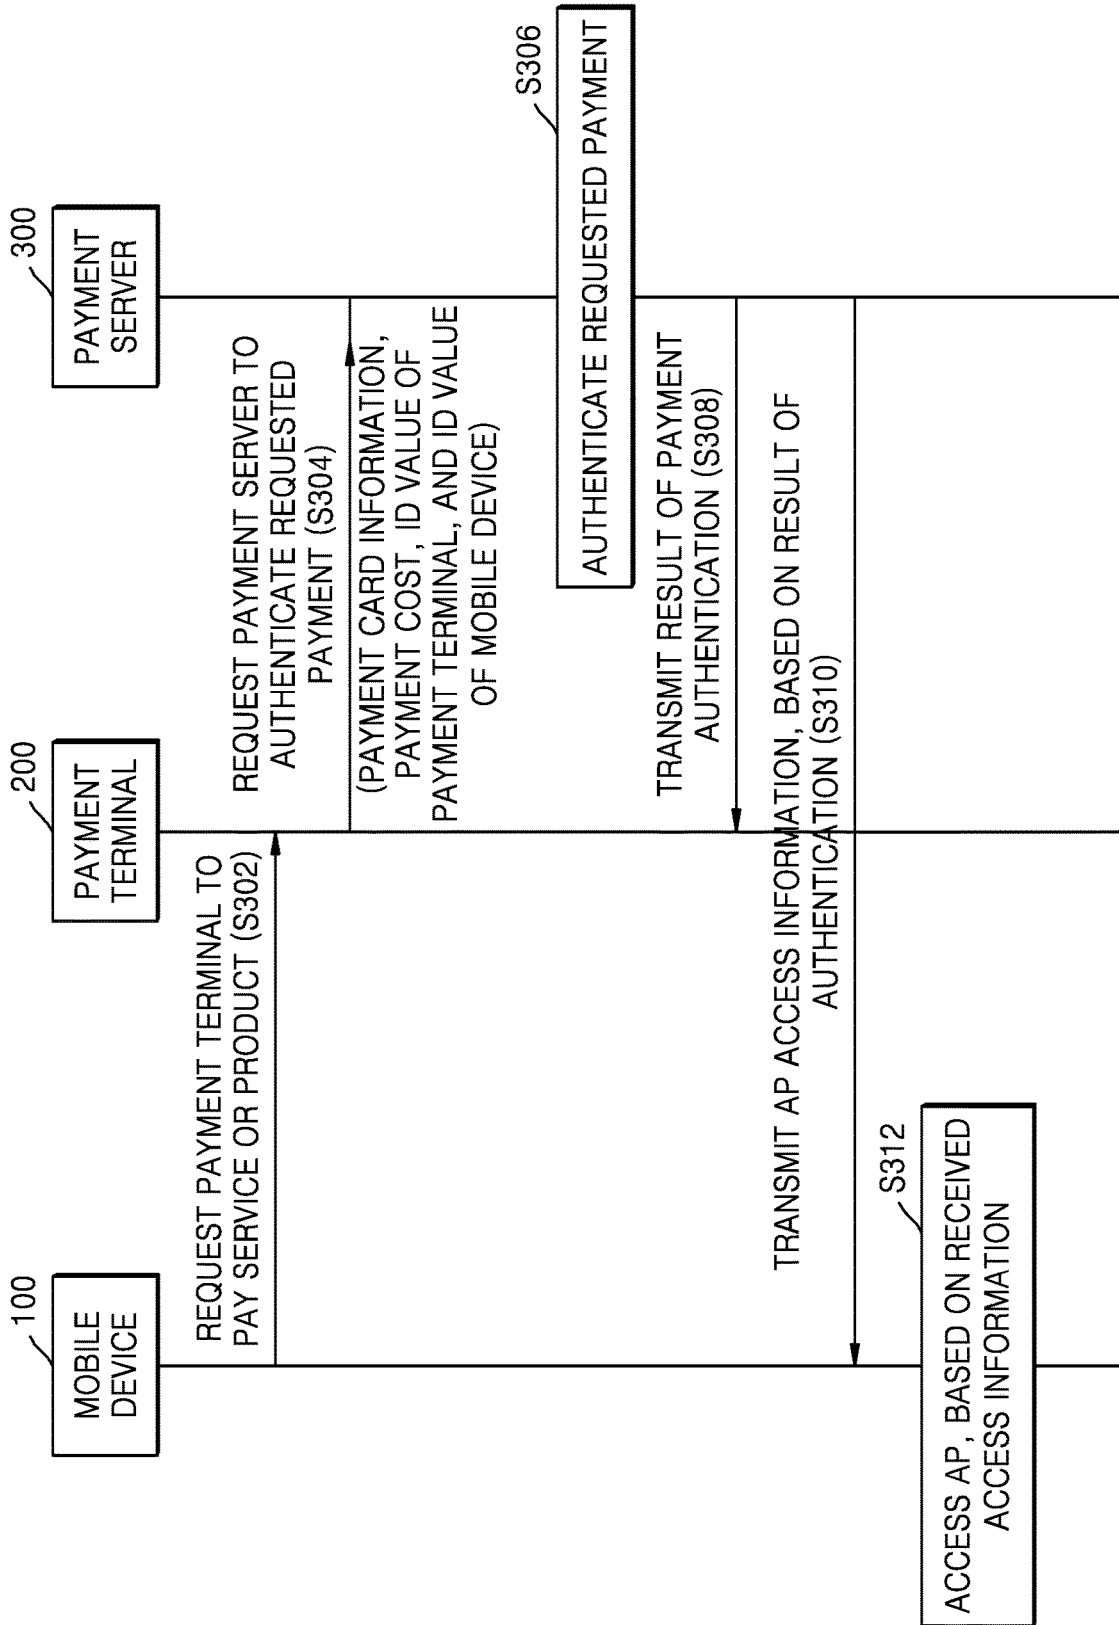 100
MOBILE
DEVICE
200
PAYMENT
TERMINAL
300
PAYMENT
SERVER
REQUEST PAYMENT TERMINAL TO
PAY SERVICE OR PRODUCT (S302)
REQUEST PAYMENT SERVER TO
AUTHENTICATE REQUESTED
PAYMENT (S304)
(PAYMENT CARD INFORMATION,
PAYMENT COST, ID VALUE OF
PAYMENT TERMINAL, AND ID VALUE
OF MOBILE DEVICE)
S306
AUTHENTICATE REQUESTED PAYMENT
TRANSMIT RESULT OF PAYMENT
AUTHENTICATION (S308)
TRANSMIT AP ACCESS INFORMATION, BASED ON RESULT OF
AUTHENTICATION (S310)
S312
ACCESS AP, BASED ON RECEIVED
ACCESS INFORMATION